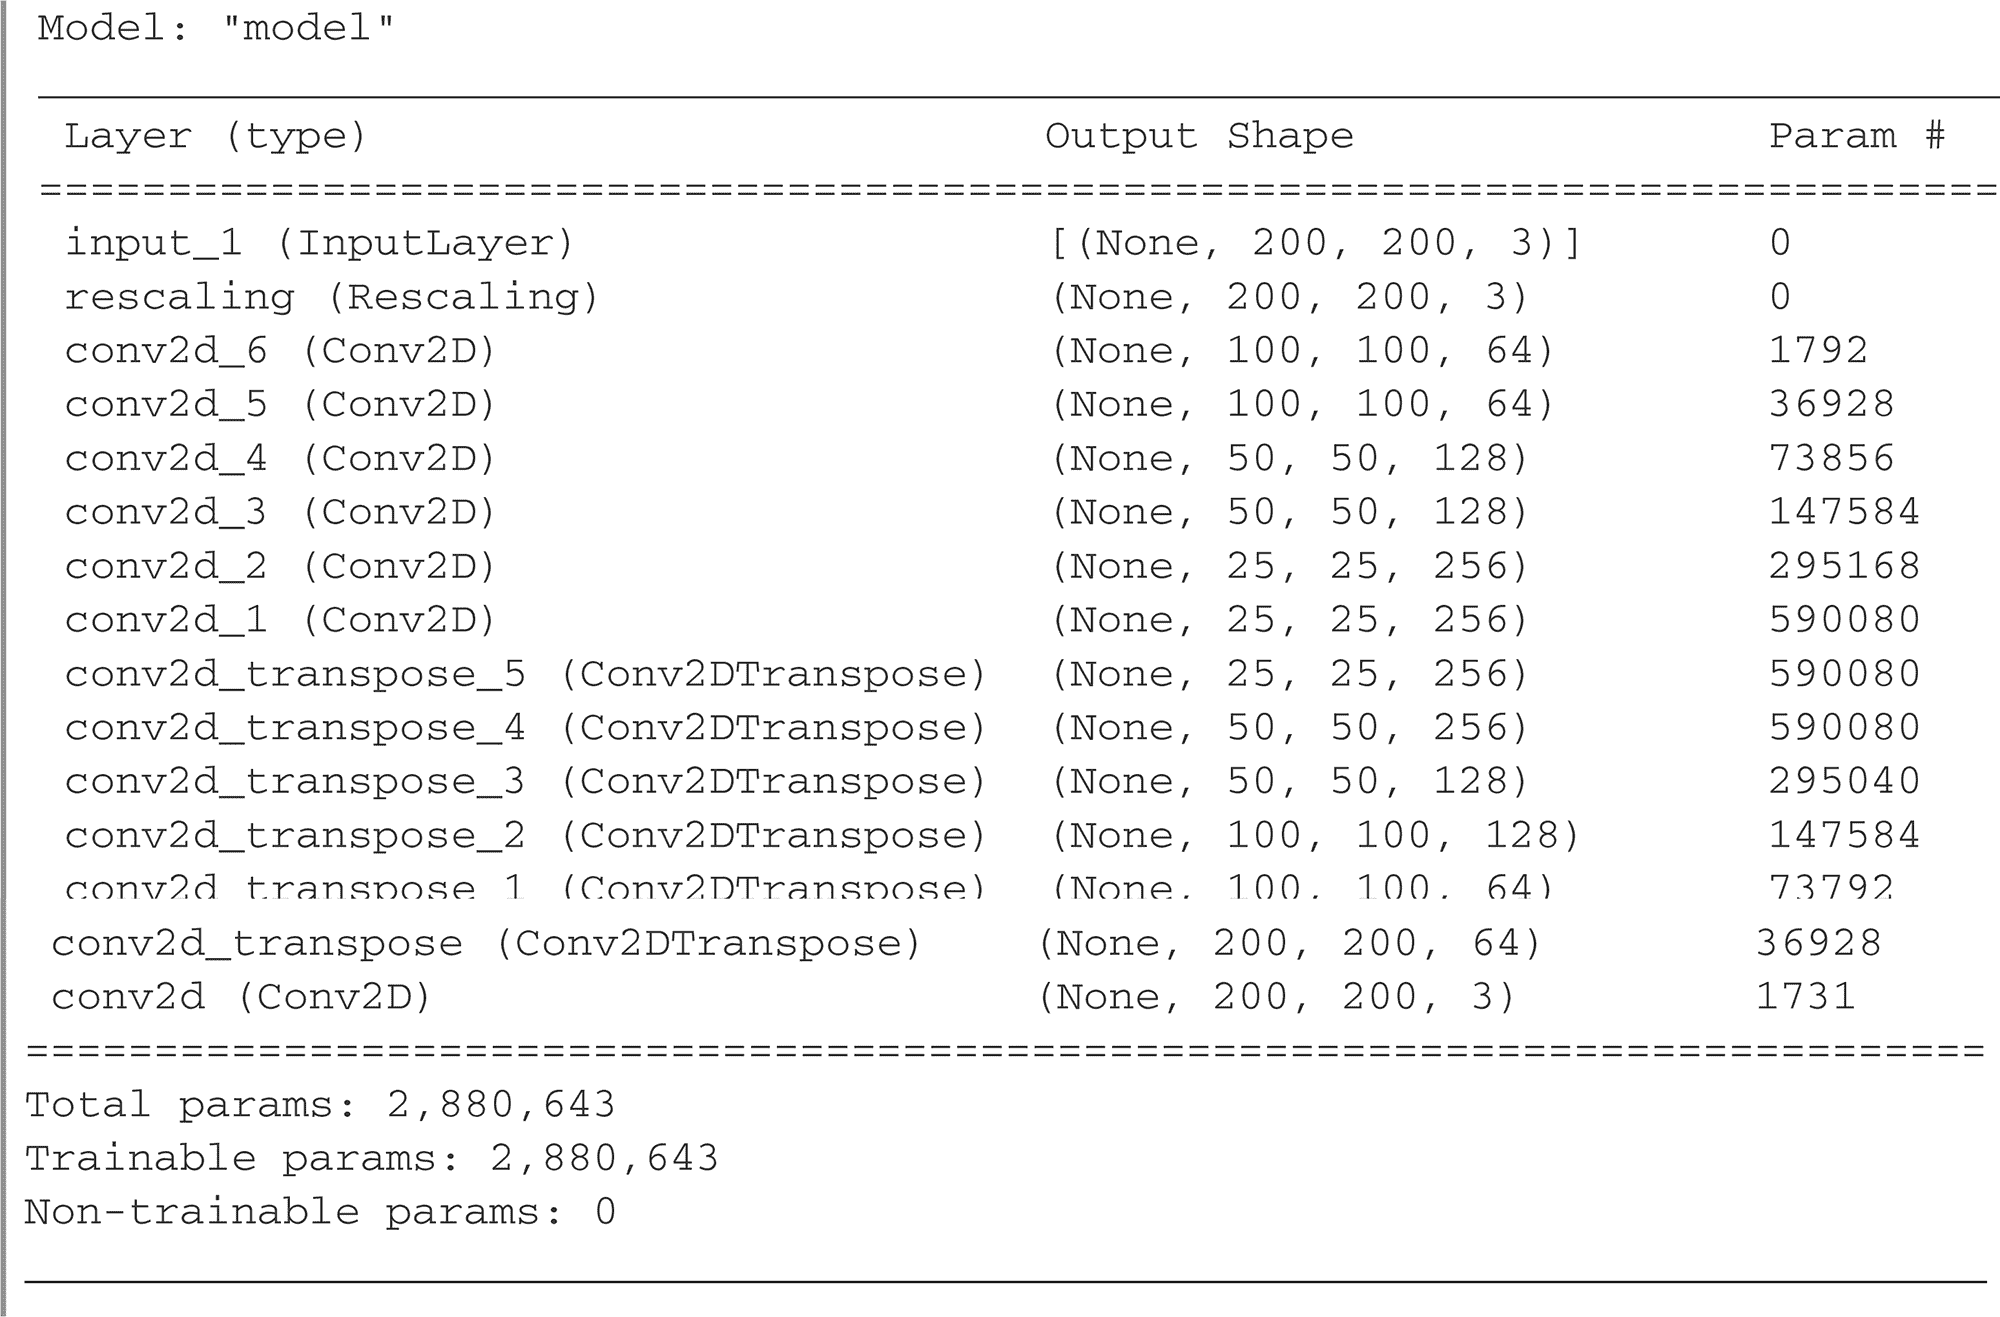 Model: "model"
Layer (type) Output Shape Param #
================================================================================
input_1 (InputLayer) [(None, 200, 200, 3)] 0
rescaling (Rescaling) (None, 200, 200, 3) 0
conv2d_6 (Conv2D) (None, 100, 100, 64) 1792
conv2d_5 (Conv2D) (None, 100, 100, 64) 36928
conv2d_4 (Conv2D) (None, 50, 50, 128) 73856
conv2d_3 (Conv2D) (None, 50, 50, 128) 147584
conv2d_2 (Conv2D) (None, 25, 25, 256) 295168
conv2d_1 (Conv2D) (None, 25, 25, 256) 590080
conv2d_transpose_5 (Conv2DTranspose) (None, 25, 25, 256) 590080
conv2d_transpose_4 (Conv2DTranspose) (None, 50, 50, 256) 590080
conv2d_transpose_3 (Conv2DTranspose) (None, 50, 50, 128) 295040
conv2d_transpose_2 (Conv2DTranspose) (None, 100, 100, 128) 147584
conv2d_transpose_1 (Conv2DTranspose) (None, 100, 100, 64) 73792
conv2d_transpose (Conv2DTranspose) (None, 200, 200, 64) 36928
conv2d (Conv2D) (None, 200, 200, 3) 1731
================================================================================
Total params: 2,880,643
Trainable params: 2,880,643
Non-trainable params: 0